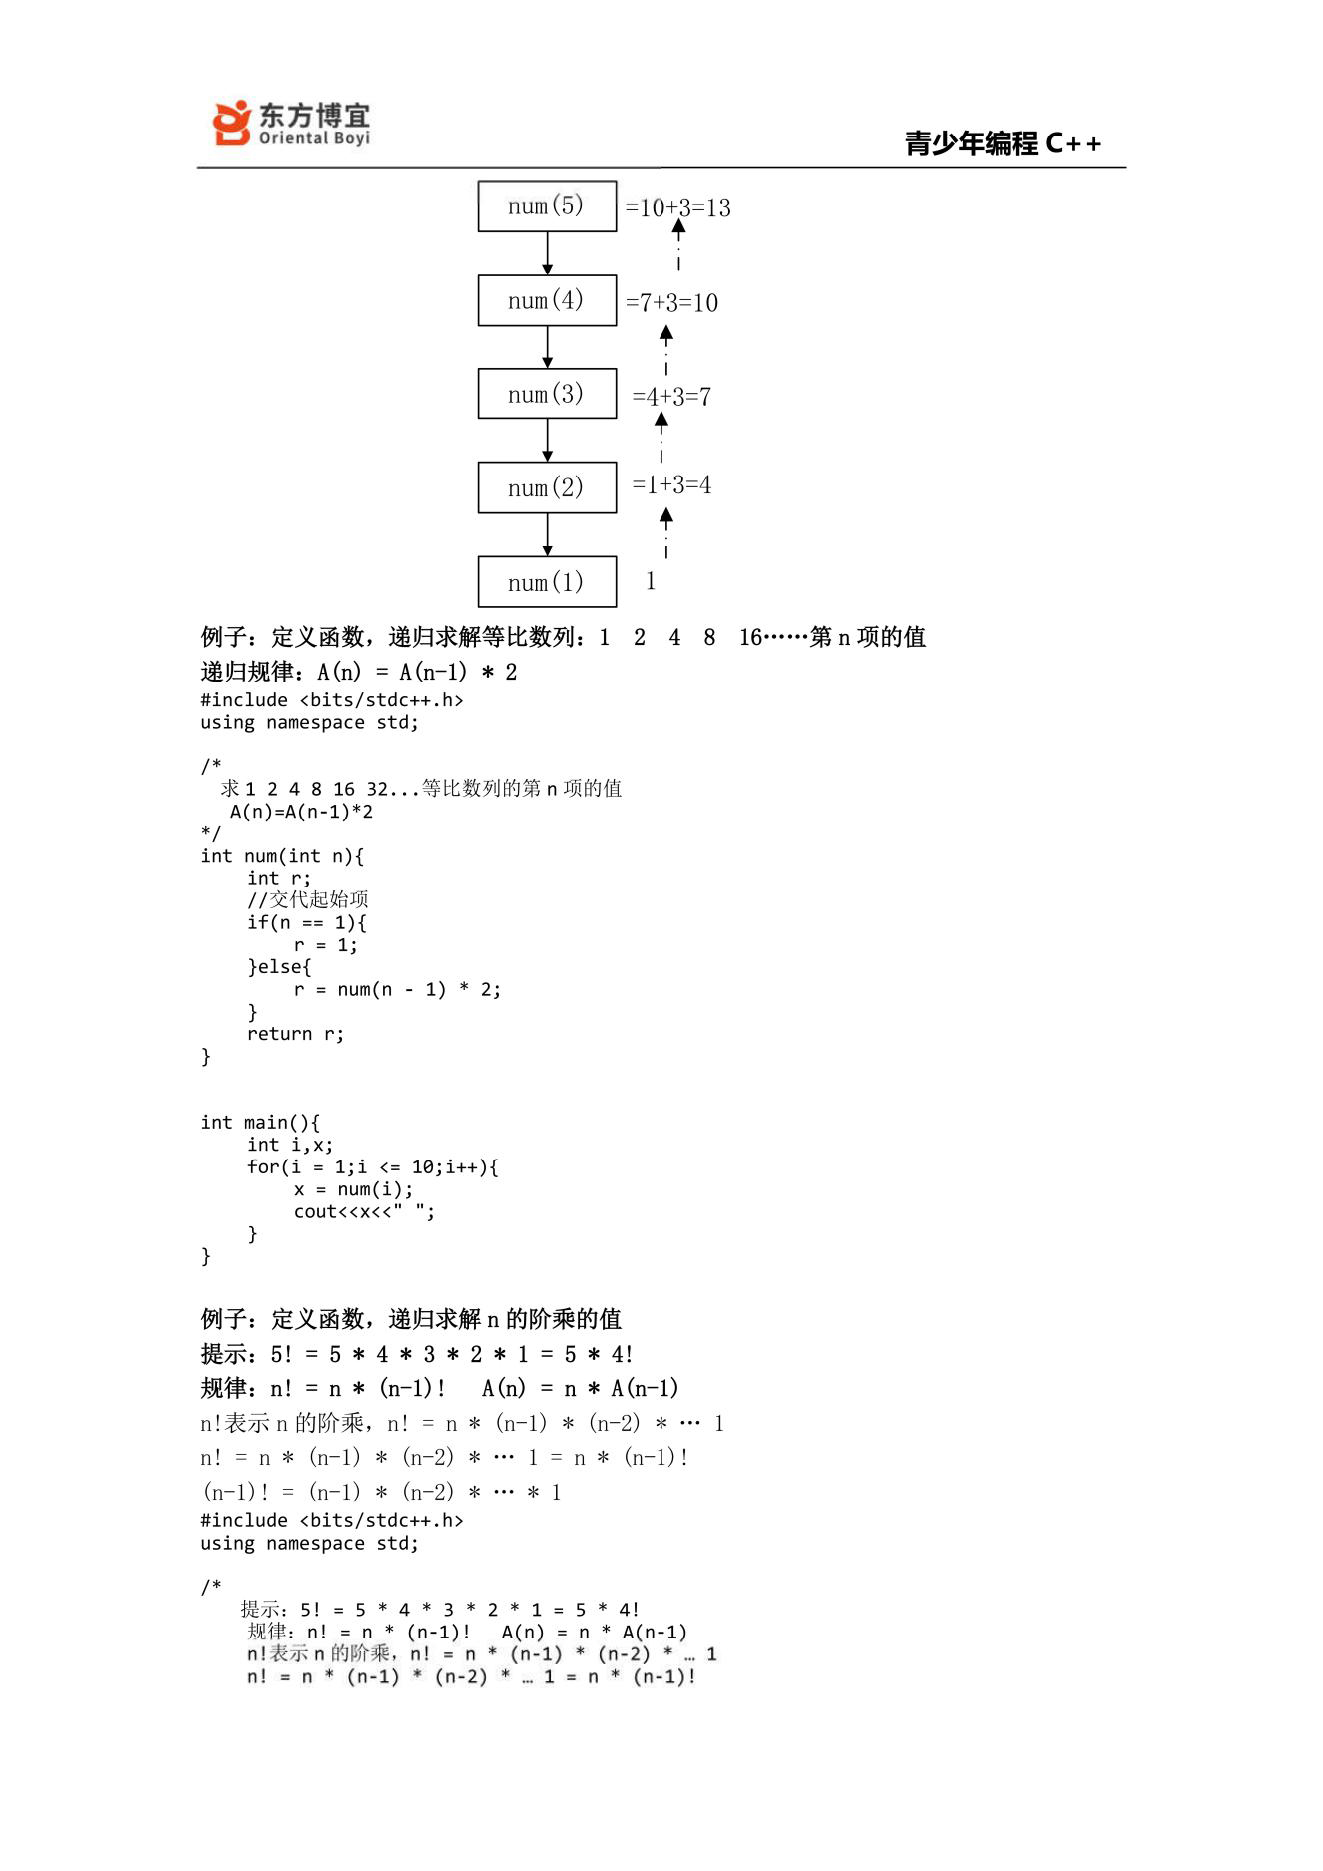 东方博宜
Oriental Boyi
青少年编程 C++
num(5) =10+3=13
num(4) =7+3=10
num(3) =4+3=7
num(2) =1+3=4
num(1) 1
例子：定义函数，递归求解等比数列：1 2 4 8 16……第 n 项的值
递归规律：A(n) = A(n-1) * 2
#include <bits/stdc++.h>
using namespace std;
/*
求 1 2 4 8 16 32...等比数列的第 n 项的值
A(n)=A(n-1)*2
*/
int num(int n){
int r;
//交代起始项
if(n == 1){
r = 1;
}else{
r = num(n - 1) * 2;
}
return r;
}
int main(){
int i,x;
for(i = 1;i <= 10;i++){
x = num(i);
cout<<x<<" ";
}
}
例子：定义函数，递归求解 n 的阶乘的值
提示：5! = 5 * 4 * 3 * 2 * 1 = 5 * 4!
规律：n! = n * (n-1)! A(n) = n * A(n-1)
n!表示 n 的阶乘，n! = n * (n-1) * (n-2) * … 1
n! = n * (n-1) * (n-2) * … 1 = n * (n-1)!
(n-1)! = (n-1) * (n-2) * … * 1
#include <bits/stdc++.h>
using namespace std;
/*
提示：5! = 5 * 4 * 3 * 2 * 1 = 5 * 4!
规律：n! = n * (n-1)! A(n) = n * A(n-1)
n!表示 n 的阶乘，n! = n * (n-1) * (n-2) * … 1
n! = n * (n-1) * (n-2) * … 1 = n * (n-1)!